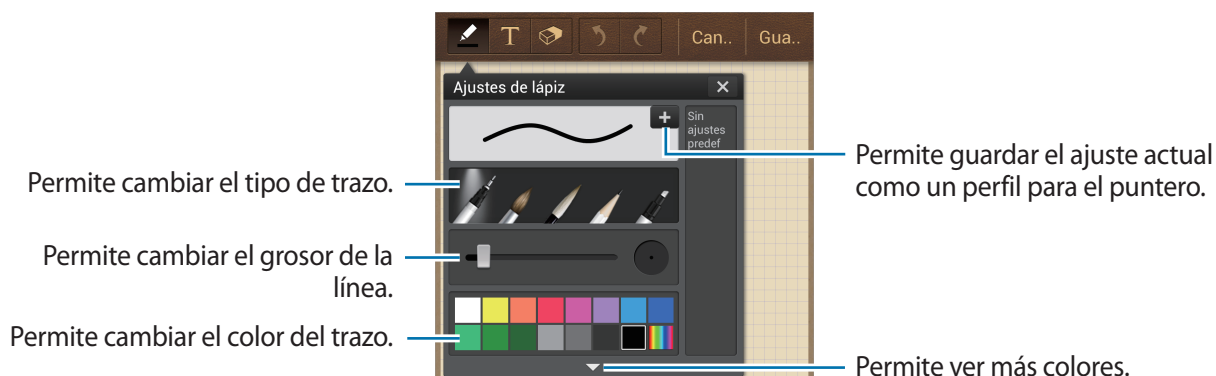 T
Can..
Gua..
Ajustes de lápiz
Sin
ajustes
predef
Permite guardar el ajuste actual
como un perfil para el puntero.
Permite cambiar el tipo de trazo.
Permite cambiar el grosor de la
línea.
Permite cambiar el color del trazo.
Permite ver más colores.